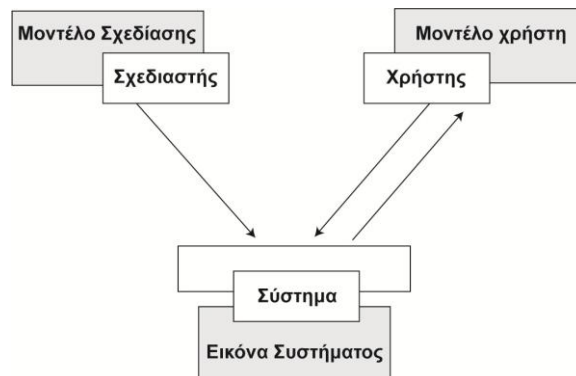 Μοντέλο Σχεδίασης
Σχεδιαστής
Μοντέλο χρήστη
Χρήστης
Σύστημα
Εικόνα Συστήματος